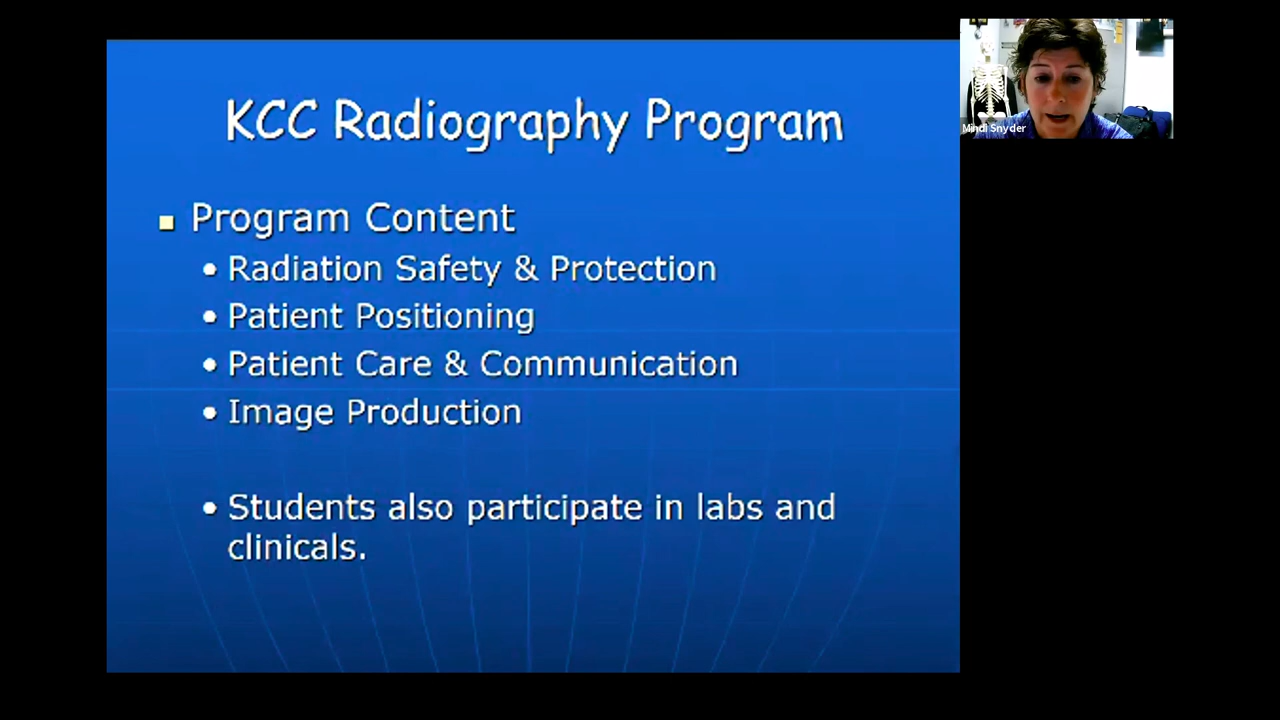 KCC Radiography Program
Program Content
• Radiation Safety & Protection
• Patient Positioning
• Patient Care & Communication
• Image Production
• Students also participate in labs and
clinicals.
Mindi Snyder